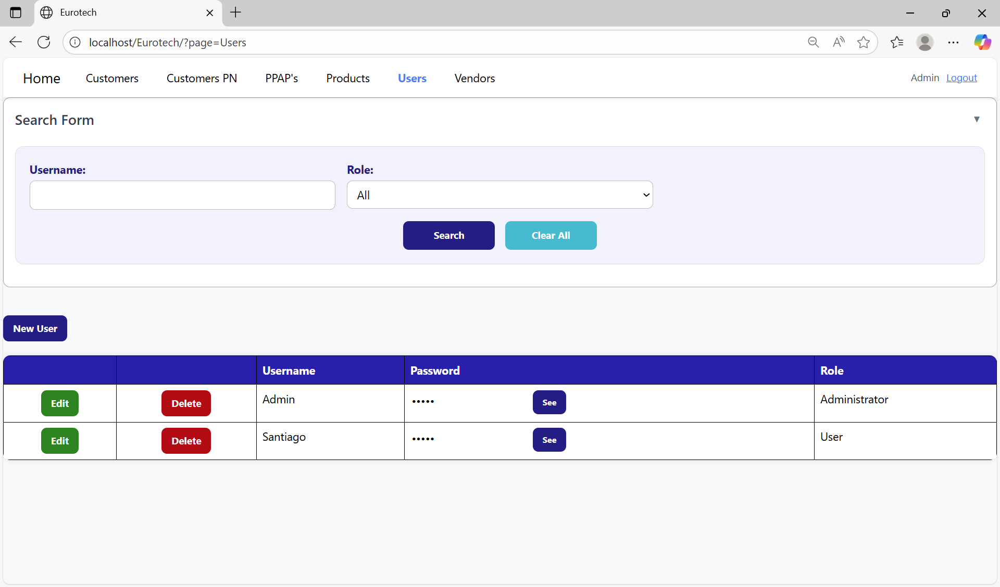 Eurotech
localhost/Eurotech/?page=Users
Home Customers Customers PN PPAP's Products Users Vendors Admin Logout
Search Form
Username: Role:
All
Search Clear All
New User
Username Password Role
Edit Delete Admin ••••• See Administrator
Edit Delete Santiago ••••• See User